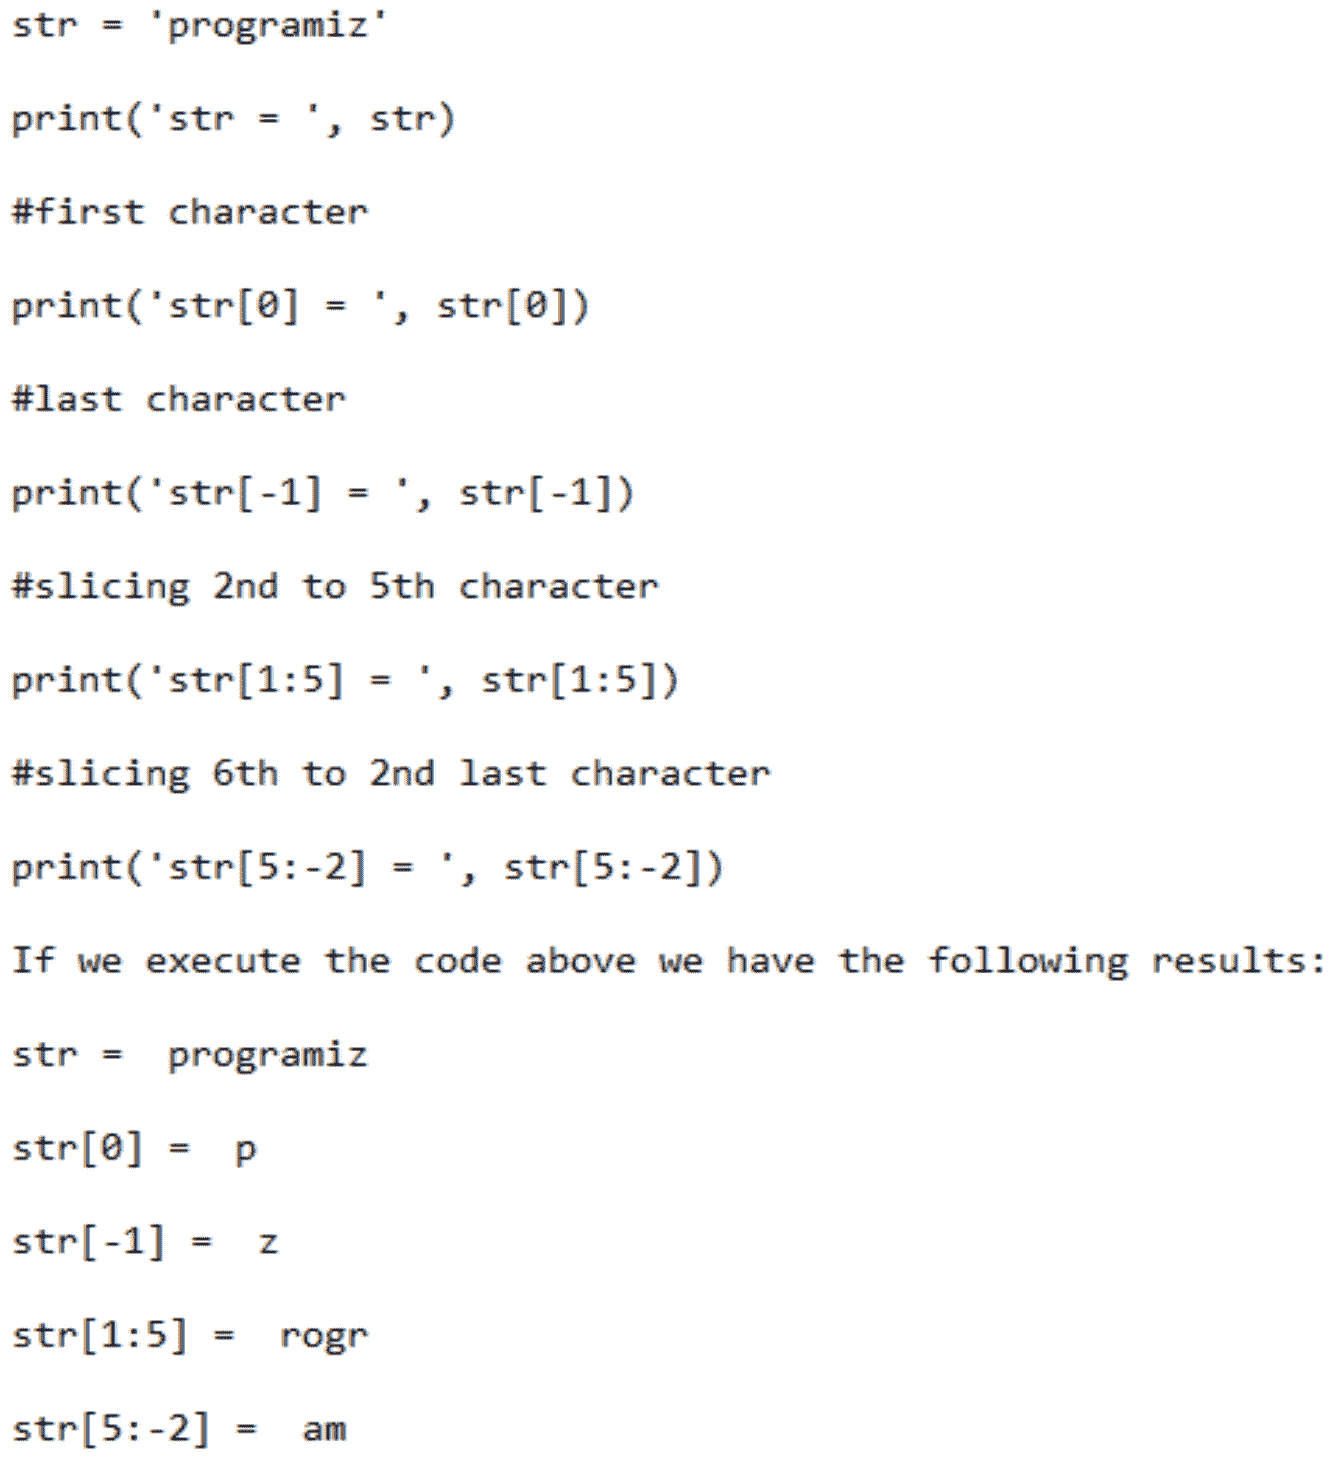 str = 'programiz'
print('str = ', str)
#first character
print('str[0] = ', str[0])
#last character
print('str[-1] = ', str[-1])
#slicing 2nd to 5th character
print('str[1:5] = ', str[1:5])
#slicing 6th to 2nd last character
print('str[5:-2] = ', str[5:-2])
If we execute the code above we have the following results:
str =  programiz
str[0] =  p
str[-1] =  z
str[1:5] =  rogr
str[5:-2] =  am